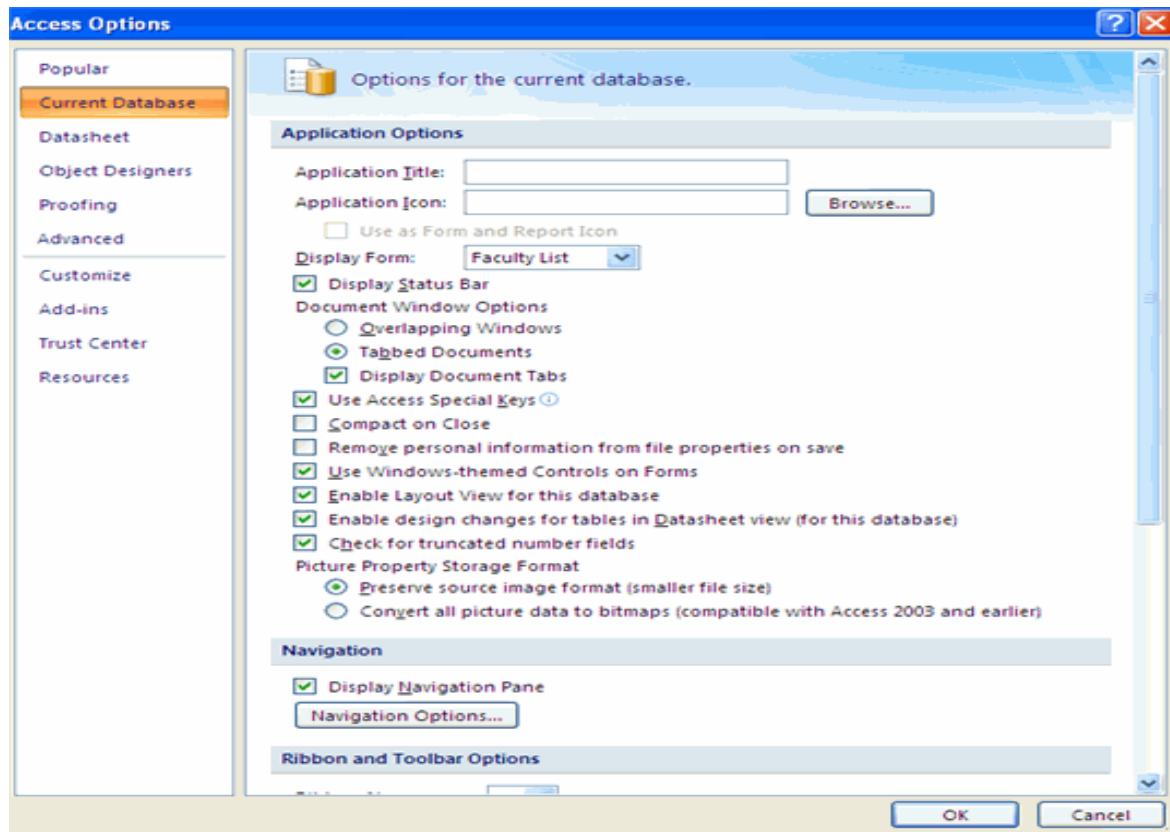 Access Options
Popular
Current Database
Datasheet
Object Designers
Proofing
Advanced
Customize
Add-ins
Trust Center
Resources
Options for the current database.
Application Options
Application Title:
Application Icon: Browse...
Use as Form and Report Icon
Display Form: Faculty List
Display Status Bar
Document Window Options
Overlapping Windows
Tabbed Documents
Display Document Tabs
Use Access Special Keys
Compact on Close
Remove personal information from file properties on save
Use Windows-themed Controls on Forms
Enable Layout View for this database
Enable design changes for tables in Datasheet view (for this database)
Check for truncated number fields
Picture Property Storage Format
Preserve source image format (smaller file size)
Convert all picture data to bitmaps (compatible with Access 2003 and earlier)
Navigation
Display Navigation Pane
Navigation Options...
Ribbon and Toolbar Options
OK Cancel